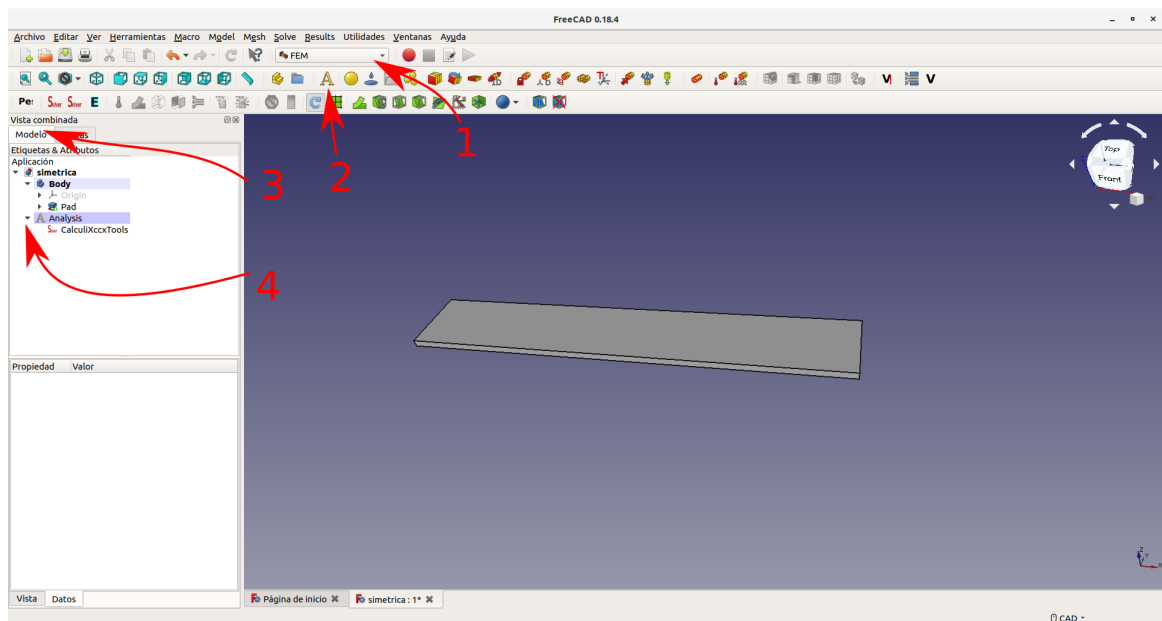 FreeCAD 0.18.4
Archivo Editar Ver Herramientas Macro Model Mesh Solve Results Utilidades Ventanas Ayuda
FEM
Solver Solver E
Vista combinada
Modelo
Etiquetas & Atributos
Aplicación
simetrica
Body
Origin
Pad
Analysis
CalculiXccxTools
1
2
3
4
Top
Front
Propiedad Valor
Z
Y
X
Vista Datos
Página de inicio simetrica : 1*
CAD